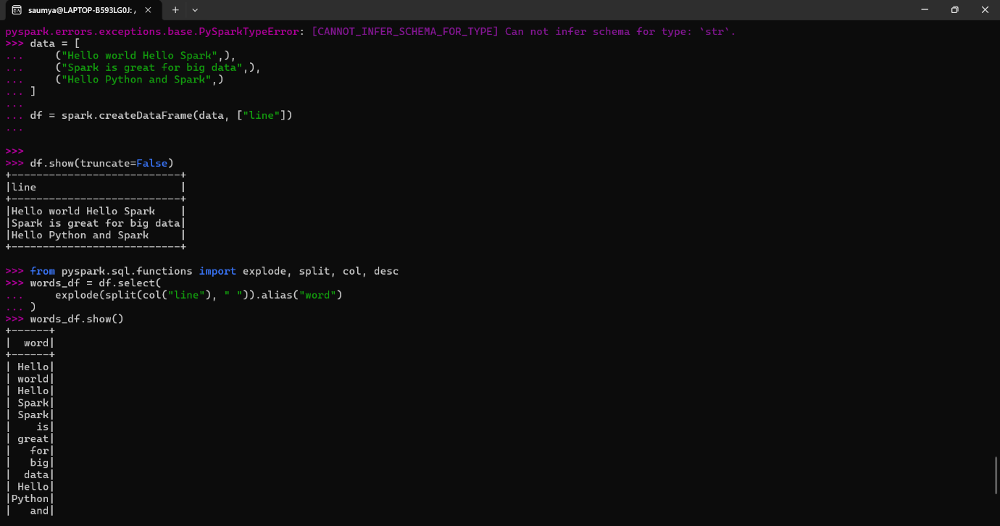 saumya@LAPTOP-B593LG0J: /
pyspark.errors.exceptions.base.PySparkTypeError: [CANNOT_INFER_SCHEMA_FOR_TYPE] Can not infer schema for type: `str`.
>>> data = [
...     ("Hello world Hello Spark",),
...     ("Spark is great for big data",),
...     ("Hello Python and Spark",)
... ]
...
... df = spark.createDataFrame(data, ["line"])
...
>>>
>>> df.show(truncate=False)
+---------------------------+
|line                       |
+---------------------------+
|Hello world Hello Spark    |
|Spark is great for big data|
|Hello Python and Spark     |
+---------------------------+
>>> from pyspark.sql.functions import explode, split, col, desc
>>> words_df = df.select(
...     explode(split(col("line"), " ")).alias("word")
... )
>>> words_df.show()
+------+
|  word|
+------+
| Hello|
| world|
| Hello|
| Spark|
| Spark|
|    is|
| great|
|   for|
|   big|
|  data|
| Hello|
|Python|
|   and|